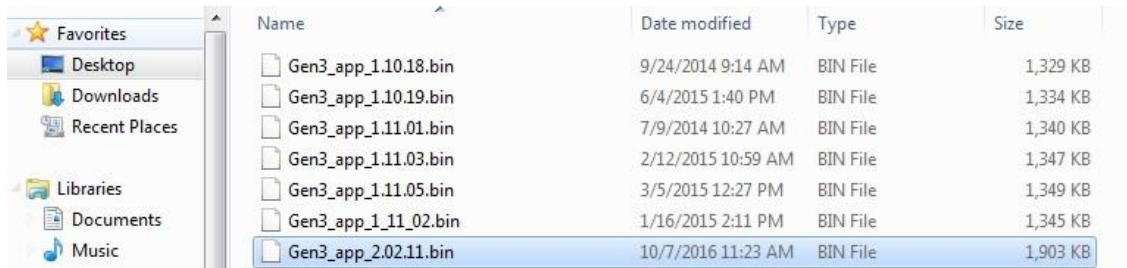 Favorites
Desktop
Downloads
Recent Places
Libraries
Documents
Music
Name Date modified Type Size
Gen3_app_1.10.18.bin 9/24/2014 9:14 AM BIN File 1,329 KB
Gen3_app_1.10.19.bin 6/4/2015 1:40 PM BIN File 1,334 KB
Gen3_app_1.11.01.bin 7/9/2014 10:27 AM BIN File 1,340 KB
Gen3_app_1.11.03.bin 2/12/2015 10:59 AM BIN File 1,347 KB
Gen3_app_1.11.05.bin 3/5/2015 12:27 PM BIN File 1,349 KB
Gen3_app_1_11_02.bin 1/16/2015 2:11 PM BIN File 1,345 KB
Gen3_app_2.02.11.bin 10/7/2016 11:23 AM BIN File 1,903 KB